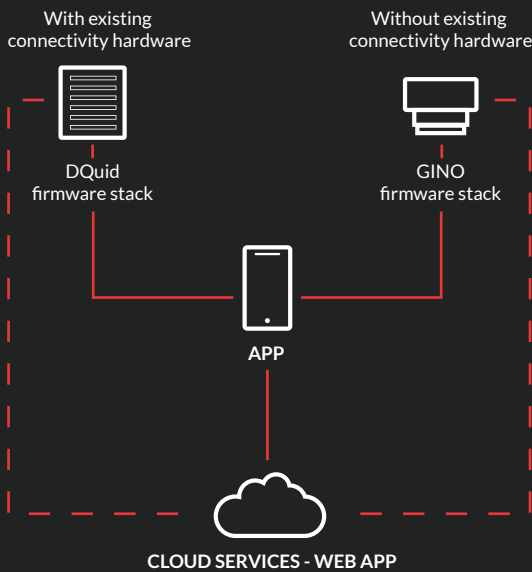 With existing
connectivity hardware
Without existing
connectivity hardware
DQuid
firmware stack
GINO
firmware stack
APP
CLOUD SERVICES - WEB APP